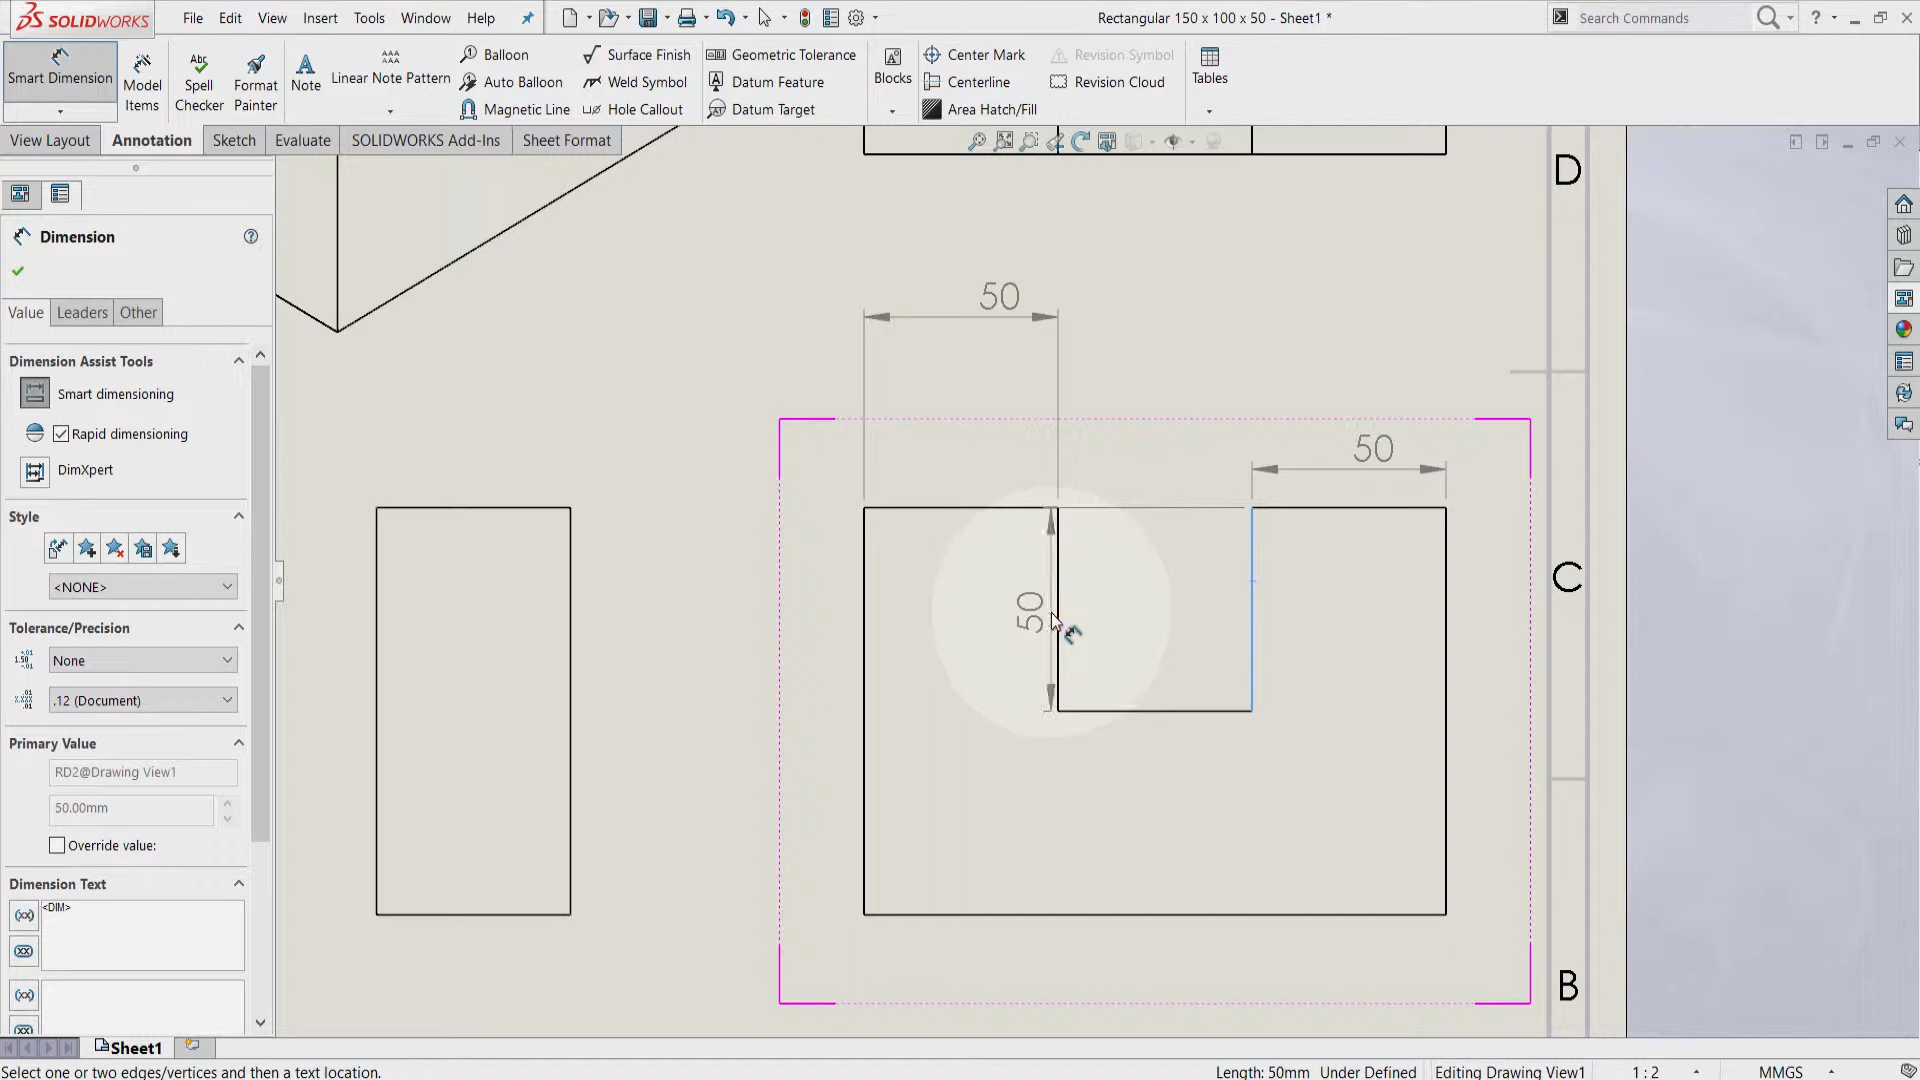 SOLIDWORKS File Edit View Insert Tools Window Help Rectangular 150 x 100 x 50 - Sheet1 * Search Commands ?
Smart Dimension
Model Items
Abc
Spell Checker
Format Painter
Note
Linear Note Pattern
Balloon
Auto Balloon
Magnetic Line
Surface Finish
Weld Symbol
Hole Callout
Geometric Tolerance
Datum Feature
Datum Target
Blocks
Center Mark
Centerline
Area Hatch/Fill
Revision Symbol
Revision Cloud
Tables
View Layout Annotation Sketch Evaluate SOLIDWORKS Add-Ins Sheet Format
Dimension
Value Leaders Other
Dimension Assist Tools
Smart dimensioning
Rapid dimensioning
DimXpert
Style
<NONE>
Tolerance/Precision
None
.12 (Document)
Primary Value
RD2@Drawing View1
50.00mm
Override value:
Dimension Text
<DIM>
(xx)
(xx)
(xx)
50
50
50
D
C
B
Sheet1
Select one or two edges/vertices and then a text location. Length: 50mm Under Defined Editing Drawing View1 1 : 2 MMGS